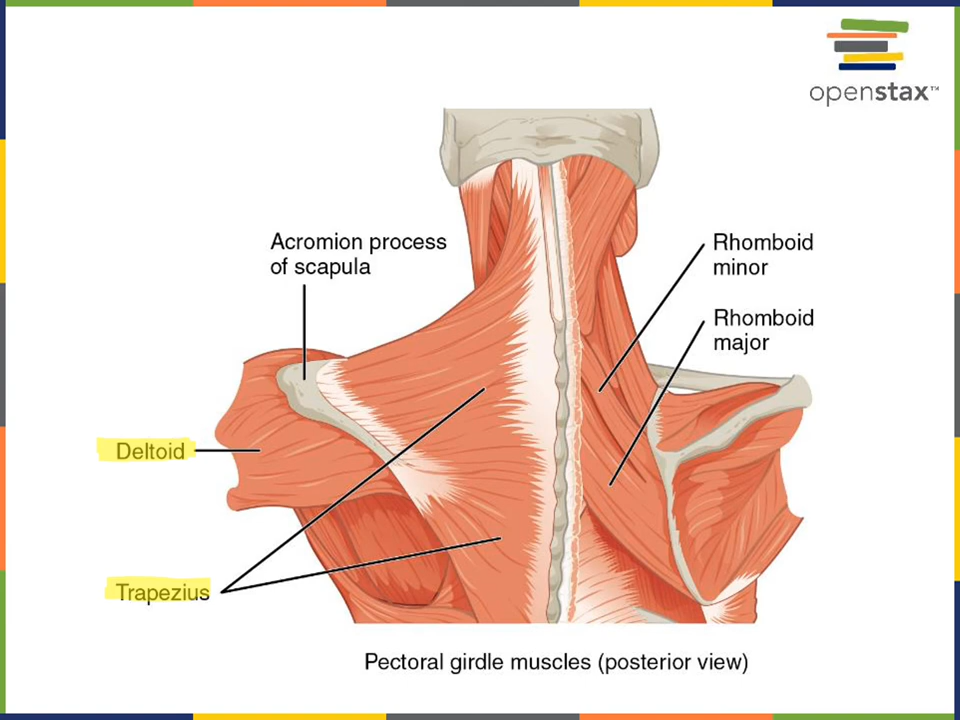 openstax™
Acromion process
of scapula
Rhomboid
minor
Rhomboid
major
Deltoid
Trapezius
Pectoral girdle muscles (posterior view)